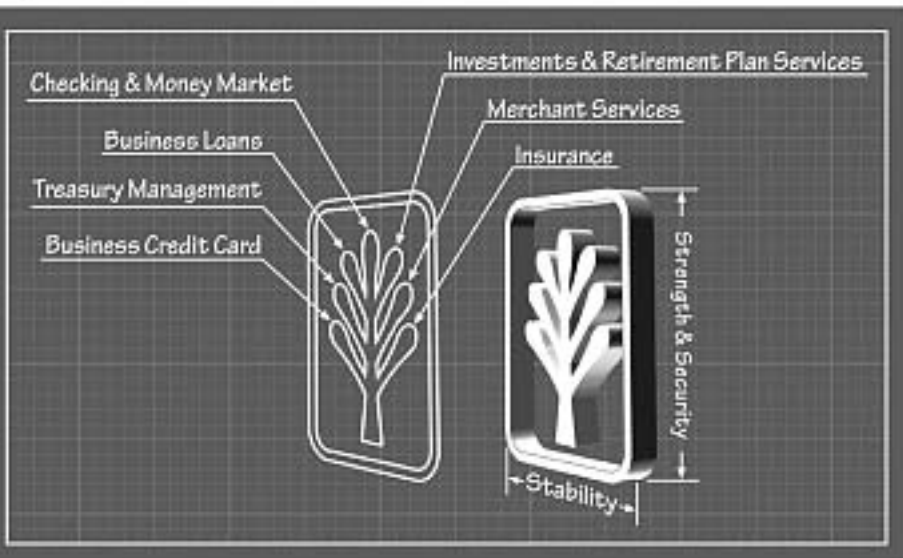 Checking & Money Market
Business Loans
Treasury Management
Business Credit Card
Investments & Retirement Plan Services
Merchant Services
Insurance
Strength & Security
Stability